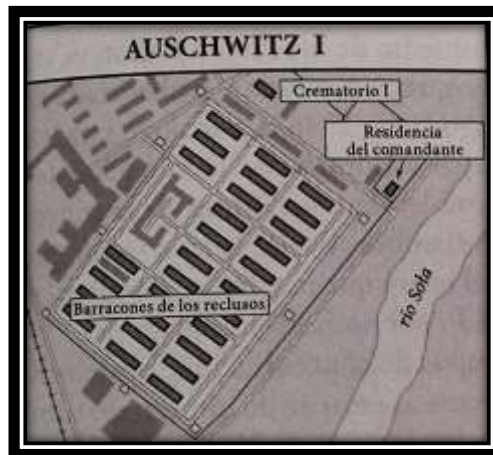 AUSCHWITZ I
Crematorio I
Residencia
del comandante
Barracones de los reclusos
río Sola